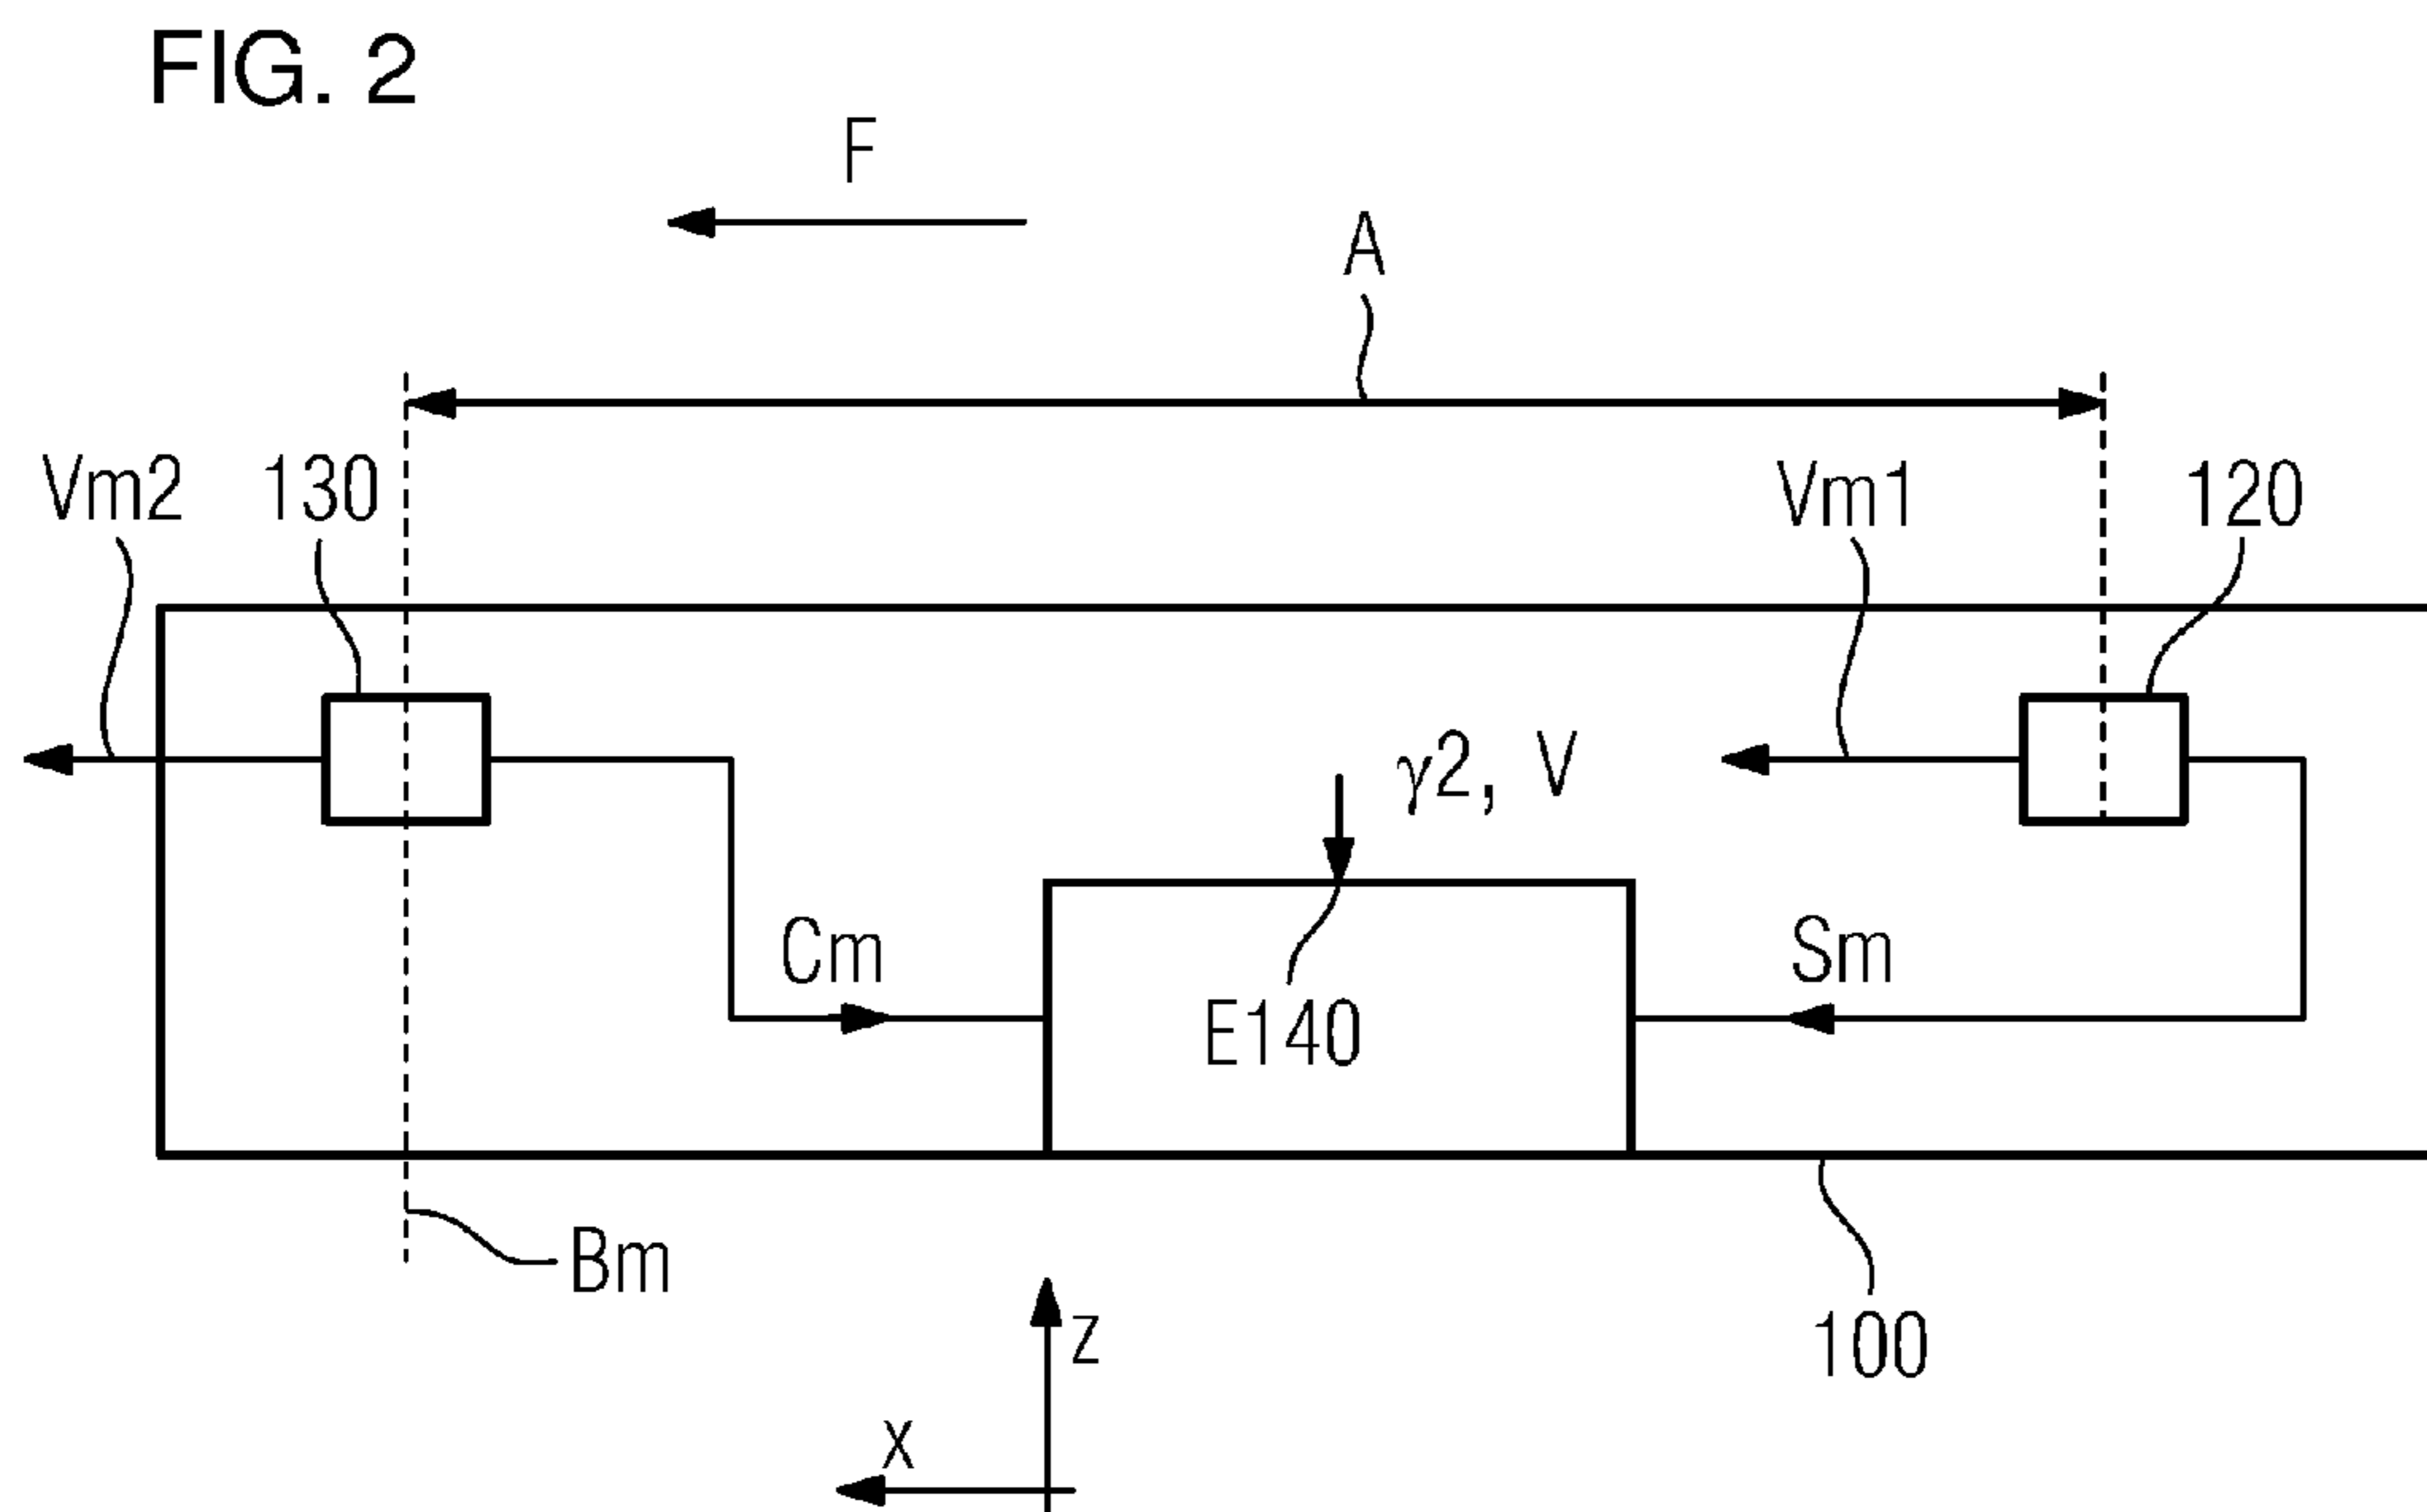 FIG. 2
F
A
Vm2 130 Vm1 120
γ2, V
Cm Sm
E140
Bm
z
100
x